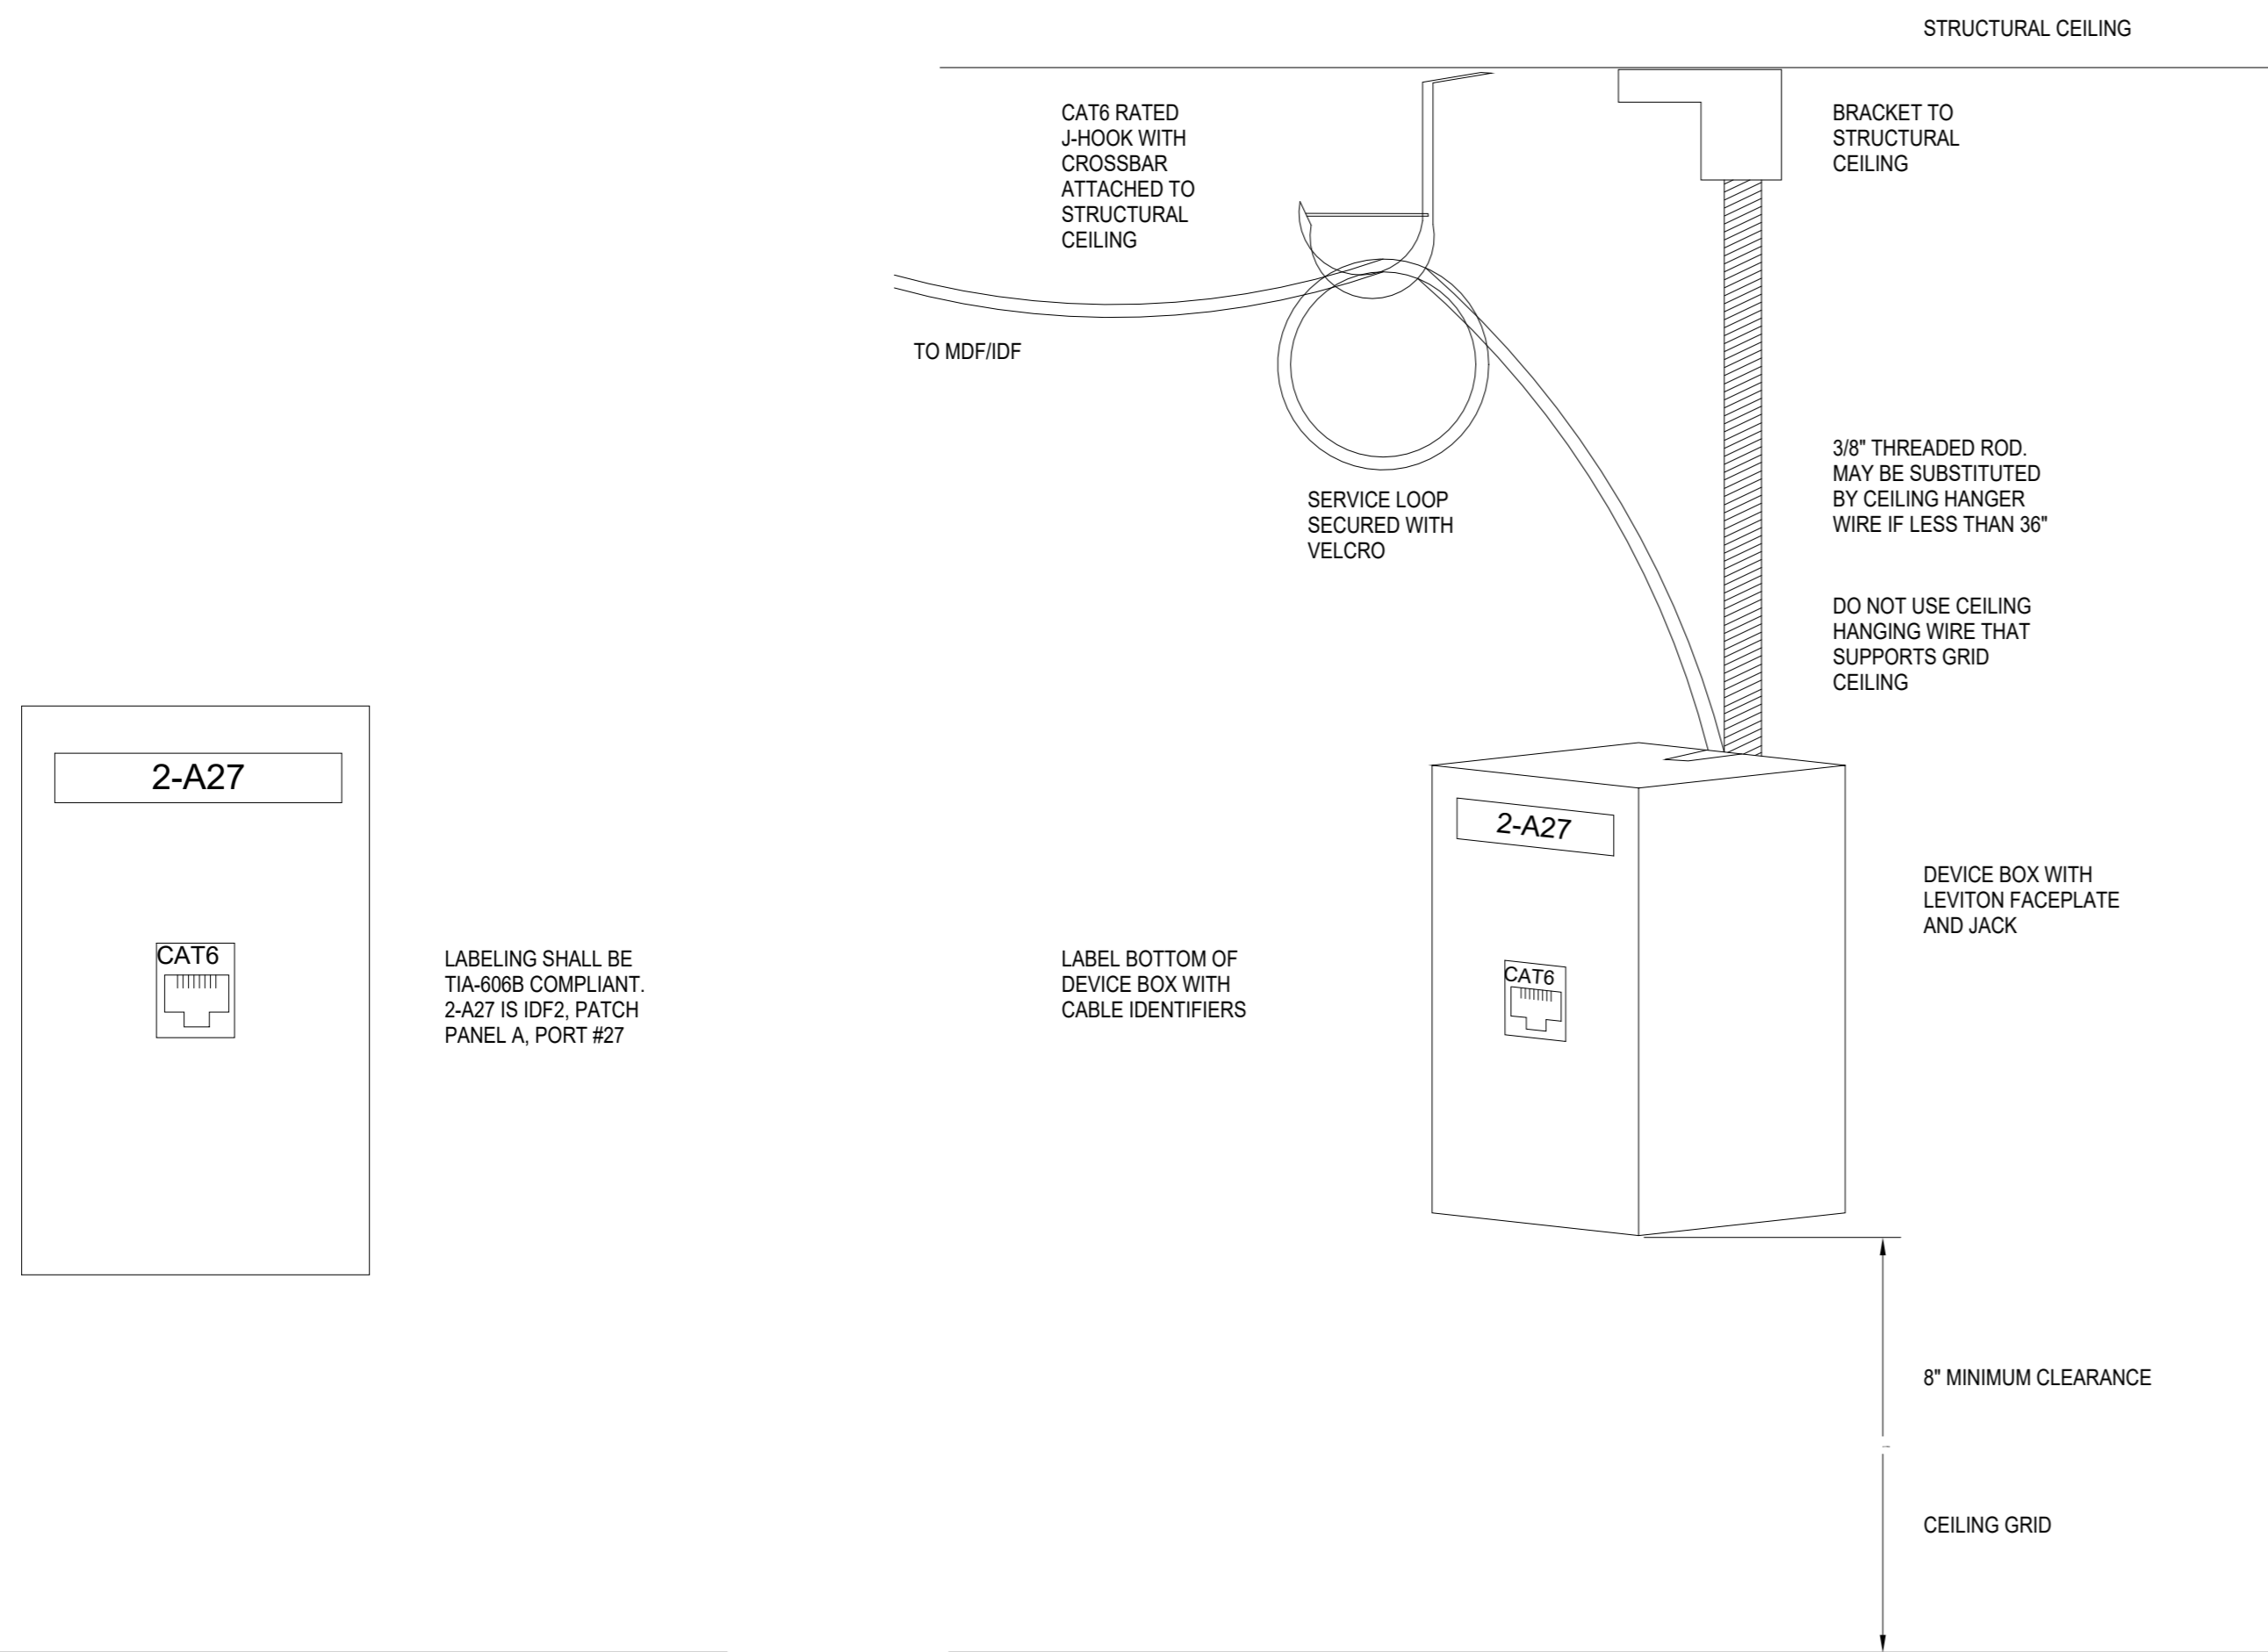 STRUCTURAL CEILING
CAT6 RATED
J-HOOK WITH
CROSSBAR
ATTACHED TO
STRUCTURAL
CEILING
BRACKET TO
STRUCTURAL
CEILING
TO MDF/IDF
3/8" THREADED ROD.
MAY BE SUBSTITUTED
BY CEILING HANGER
WIRE IF LESS THAN 36"
SERVICE LOOP
SECURED WITH
VELCRO
DO NOT USE CEILING
HANGING WIRE THAT
SUPPORTS GRID
CEILING
2-A27
CAT6
LABELING SHALL BE
TIA-606B COMPLIANT.
2-A27 IS IDF2, PATCH
PANEL A, PORT #27
LABEL BOTTOM OF
DEVICE BOX WITH
CABLE IDENTIFIERS
2-A27
CAT6
DEVICE BOX WITH
LEVITON FACEPLATE
AND JACK
8" MINIMUM CLEARANCE
CEILING GRID